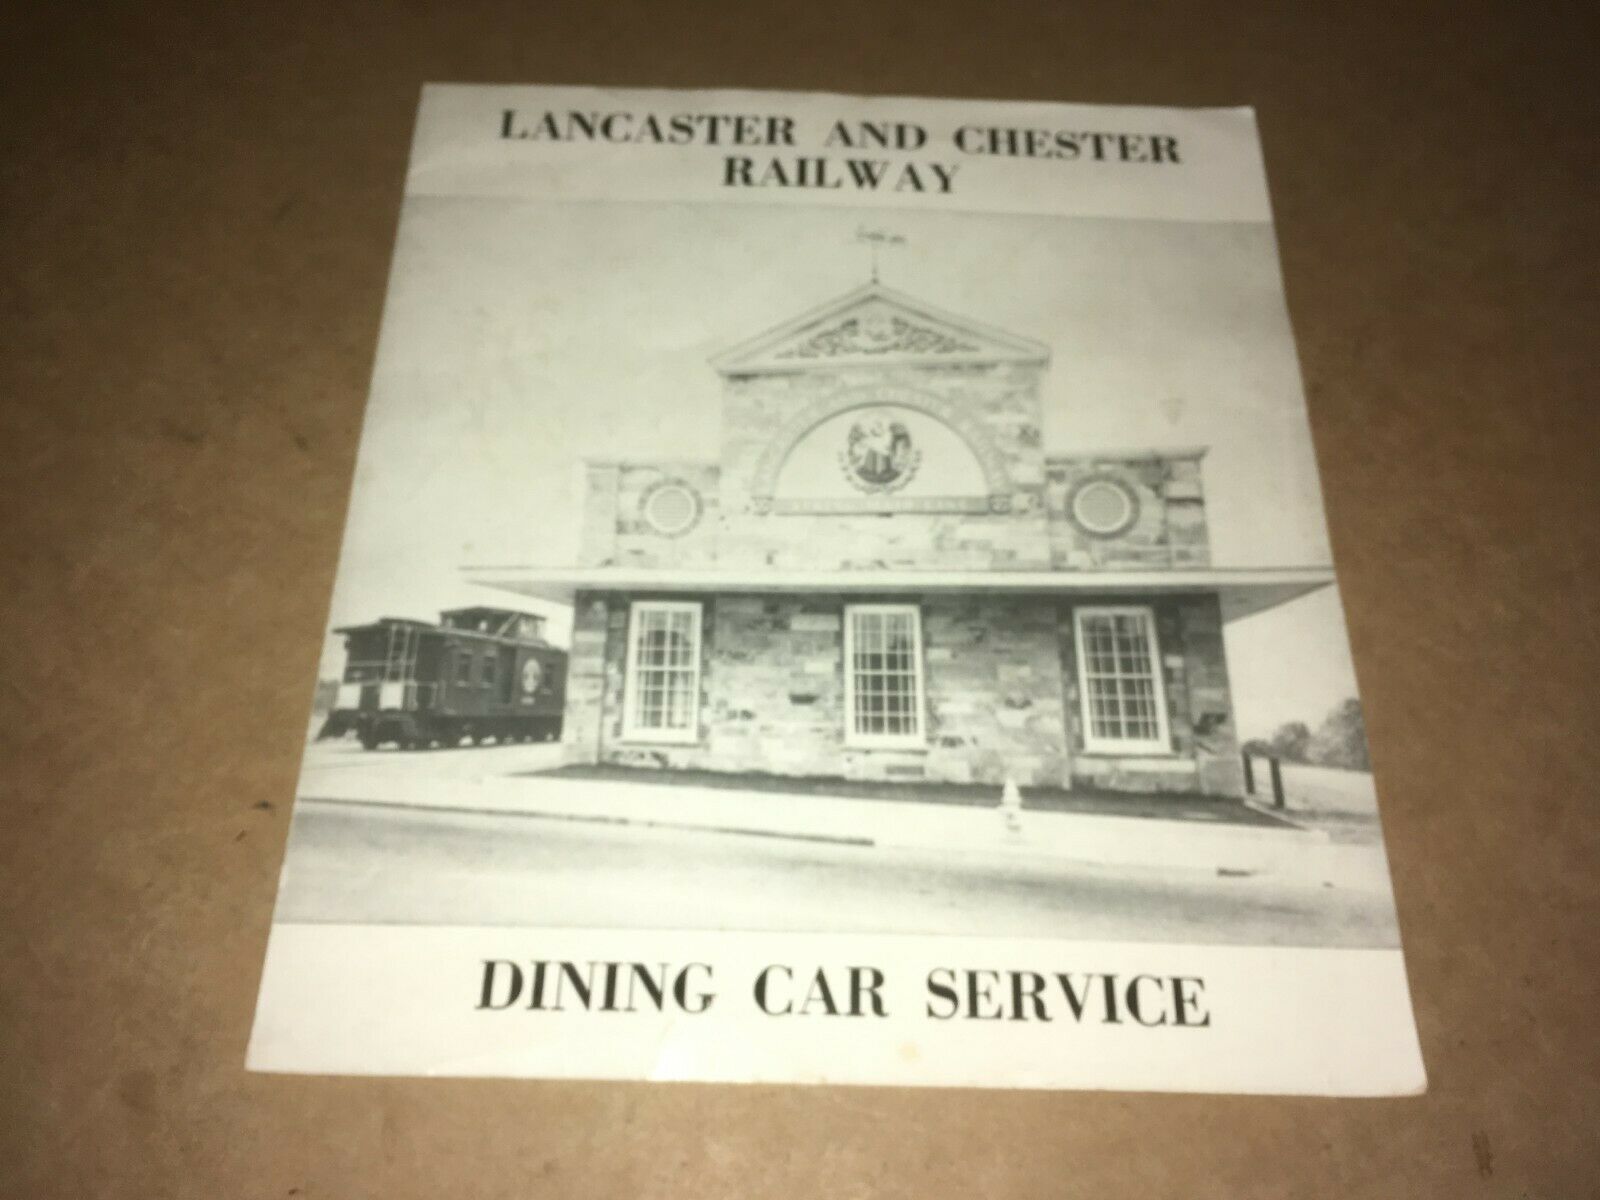 LANCASTER AND CHESTER
RAILWAY
DINING CAR SERVICE